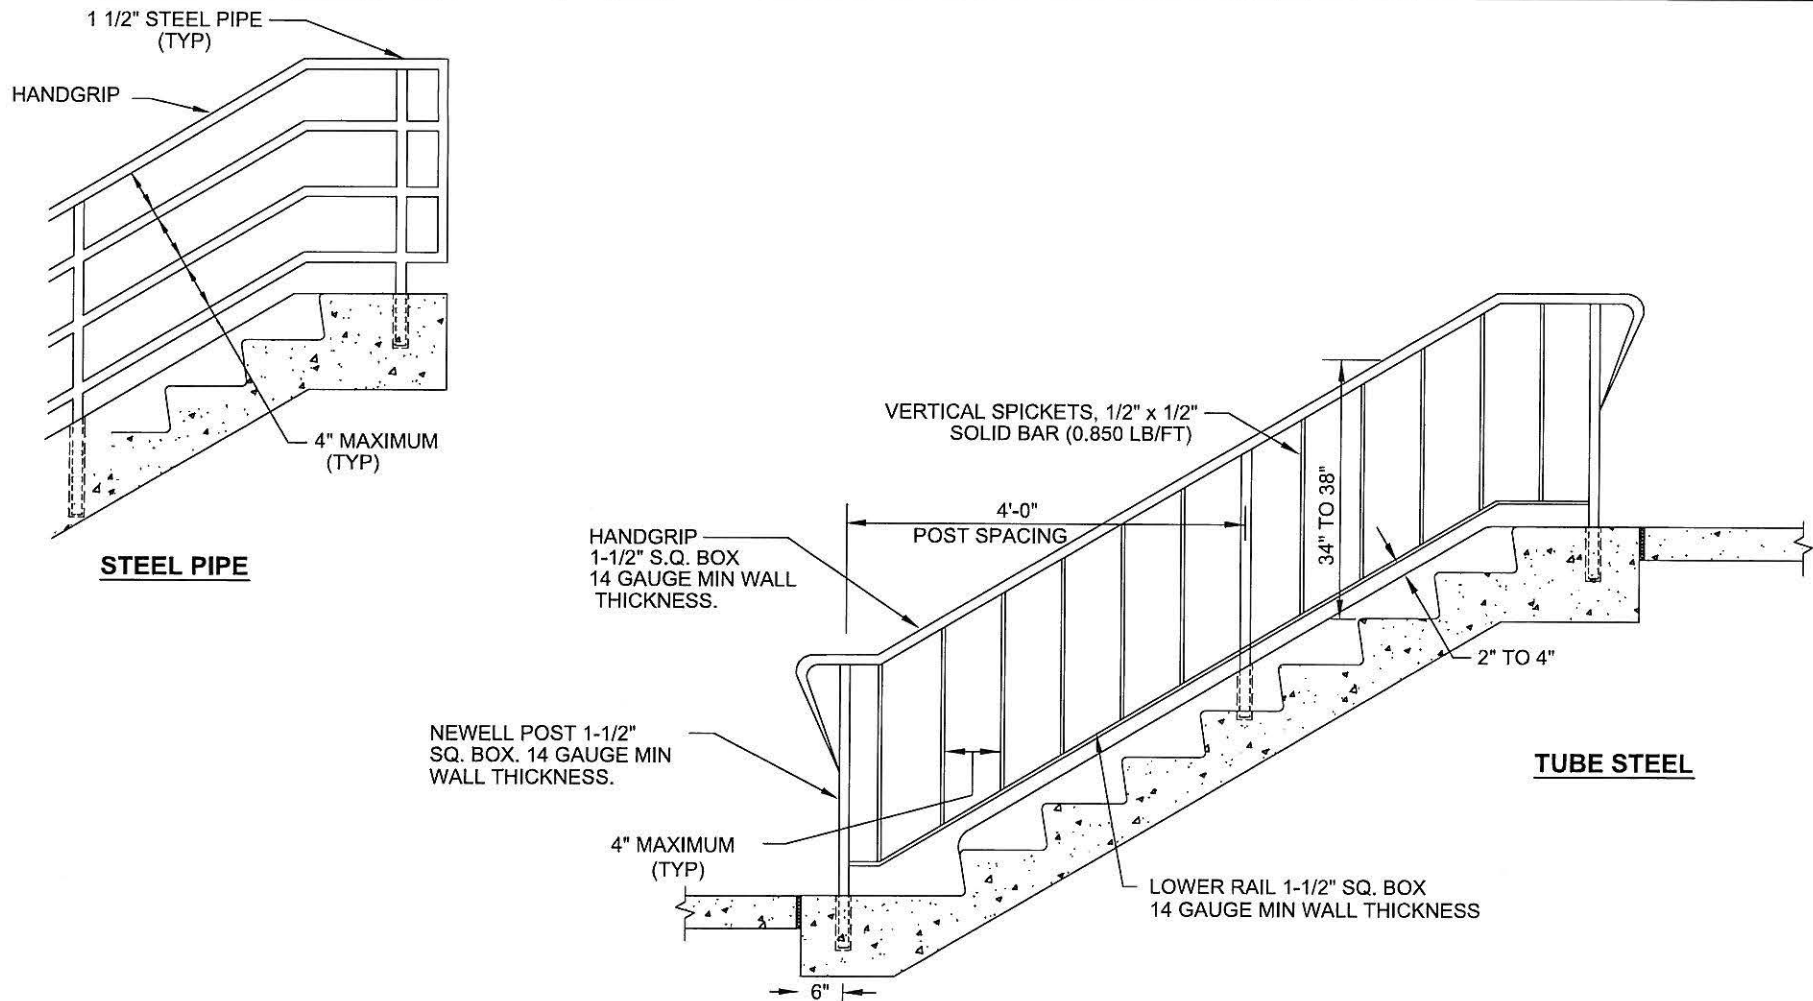 1 1/2" STEEL PIPE
(TYP)
HANDGRIP
4" MAXIMUM
(TYP)
STEEL PIPE
VERTICAL SPICKETS, 1/2" x 1/2"
SOLID BAR (0.850 LB/FT)
34" TO 38"
4'-0"
POST SPACING
HANDGRIP
1-1/2" S.Q. BOX
14 GAUGE MIN WALL
THICKNESS.
2" TO 4"
NEWELL POST 1-1/2"
SQ. BOX. 14 GAUGE MIN
WALL THICKNESS.
TUBE STEEL
4" MAXIMUM
(TYP)
LOWER RAIL 1-1/2" SQ. BOX
14 GAUGE MIN WALL THICKNESS
6"